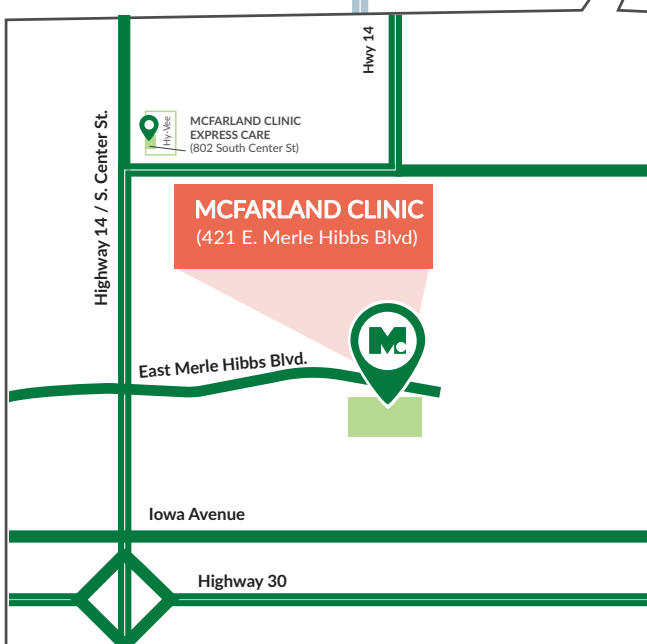 Hwy 14
Highway 14 / S. Center St.
Hy-Vee
MCFARLAND CLINIC
EXPRESS CARE
(802 South Center St)
MCFARLAND CLINIC
(421 E. Merle Hibbs Blvd)
M
East Merle Hibbs Blvd.
Iowa Avenue
Highway 30